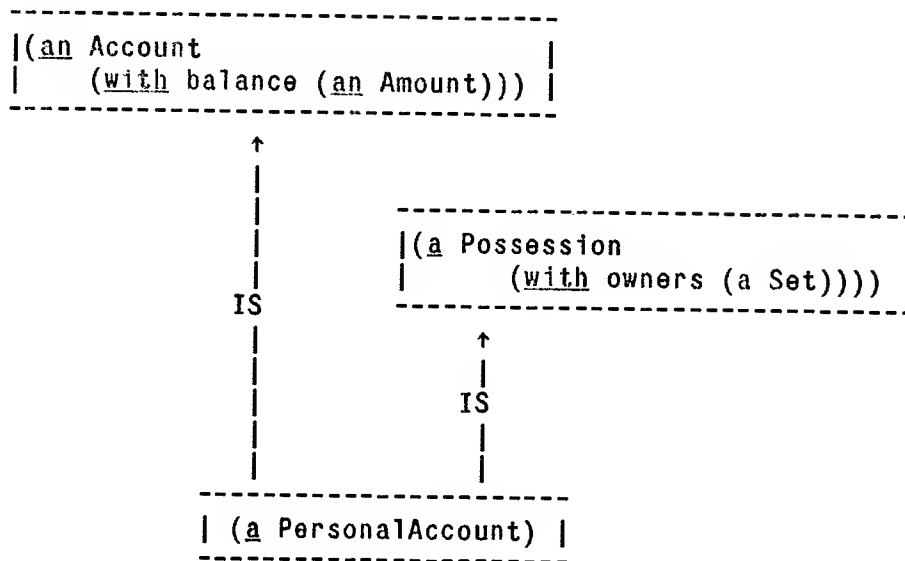 (an Account
(with balance (an Amount)))
(a Possession
(with owners (a Set))))
IS
IS
(a PersonalAccount)